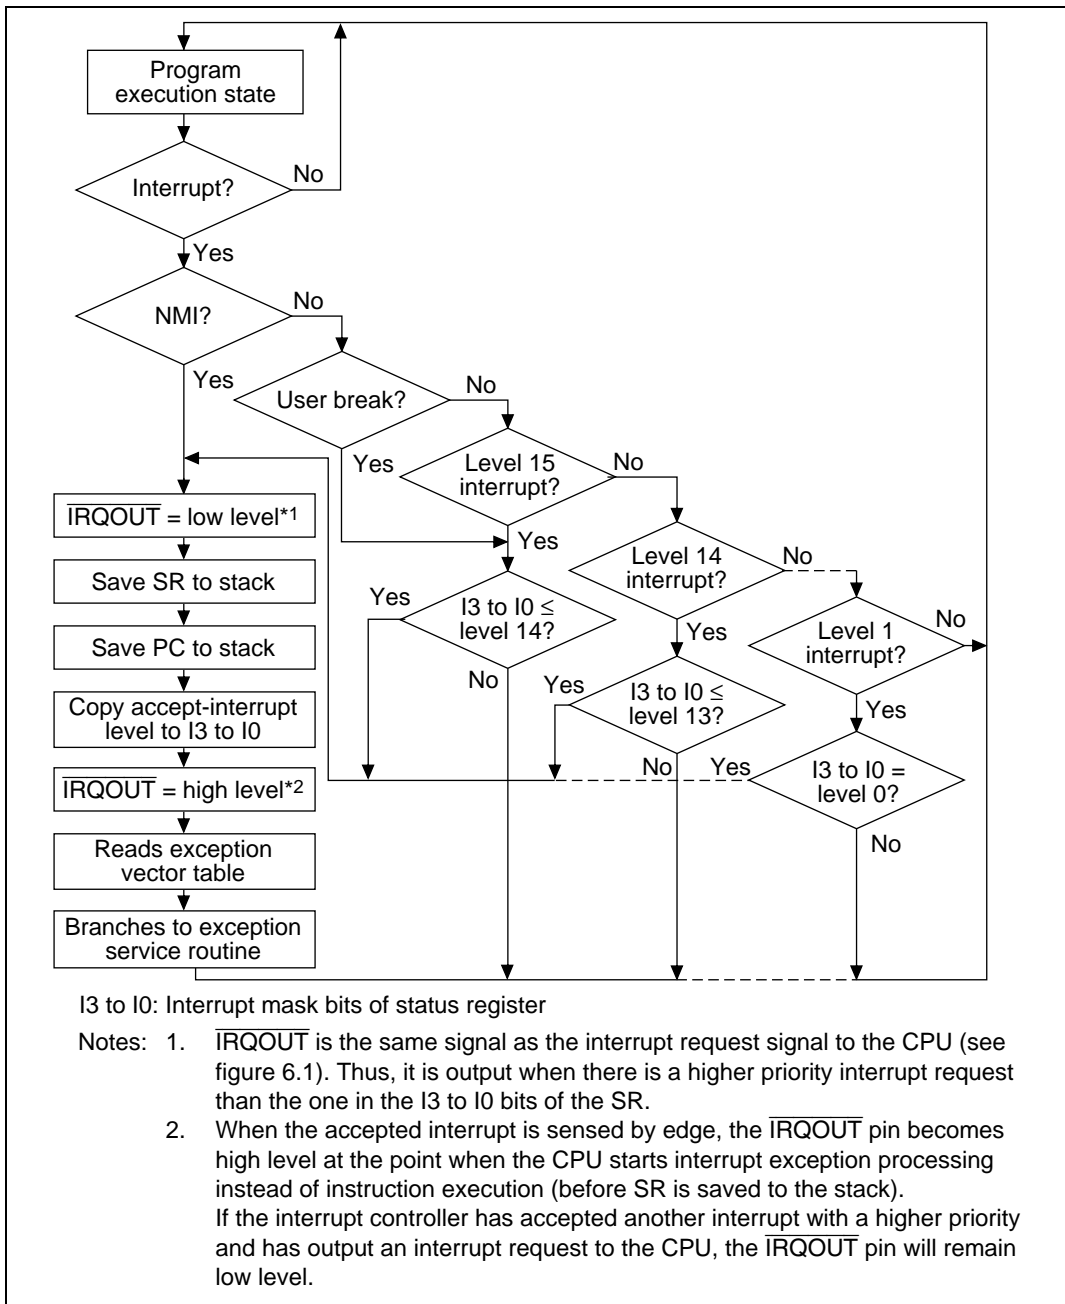 Program
execution state
Interrupt?
No
Yes
NMI?
No
Yes
User break?
No
Yes
Level 15
interrupt?
No
Yes
Level 14
interrupt?
No
Yes
Level 1
interrupt?
No
Yes
I3 to I0 ≤
level 14?
Yes
No
I3 to I0 ≤
level 13?
Yes
No
I3 to I0 =
level 0?
Yes
No
IRQOUT = low level*1
Save SR to stack
Save PC to stack
Copy accept-interrupt
level to I3 to I0
IRQOUT = high level*2
Reads exception
vector table
Branches to exception
service routine
I3 to I0: Interrupt mask bits of status register
Notes: 1. IRQOUT is the same signal as the interrupt request signal to the CPU (see
figure 6.1). Thus, it is output when there is a higher priority interrupt request
than the one in the I3 to I0 bits of the SR.
2. When the accepted interrupt is sensed by edge, the IRQOUT pin becomes
high level at the point when the CPU starts interrupt exception processing
instead of instruction execution (before SR is saved to the stack).
If the interrupt controller has accepted another interrupt with a higher priority
and has output an interrupt request to the CPU, the IRQOUT pin will remain
low level.